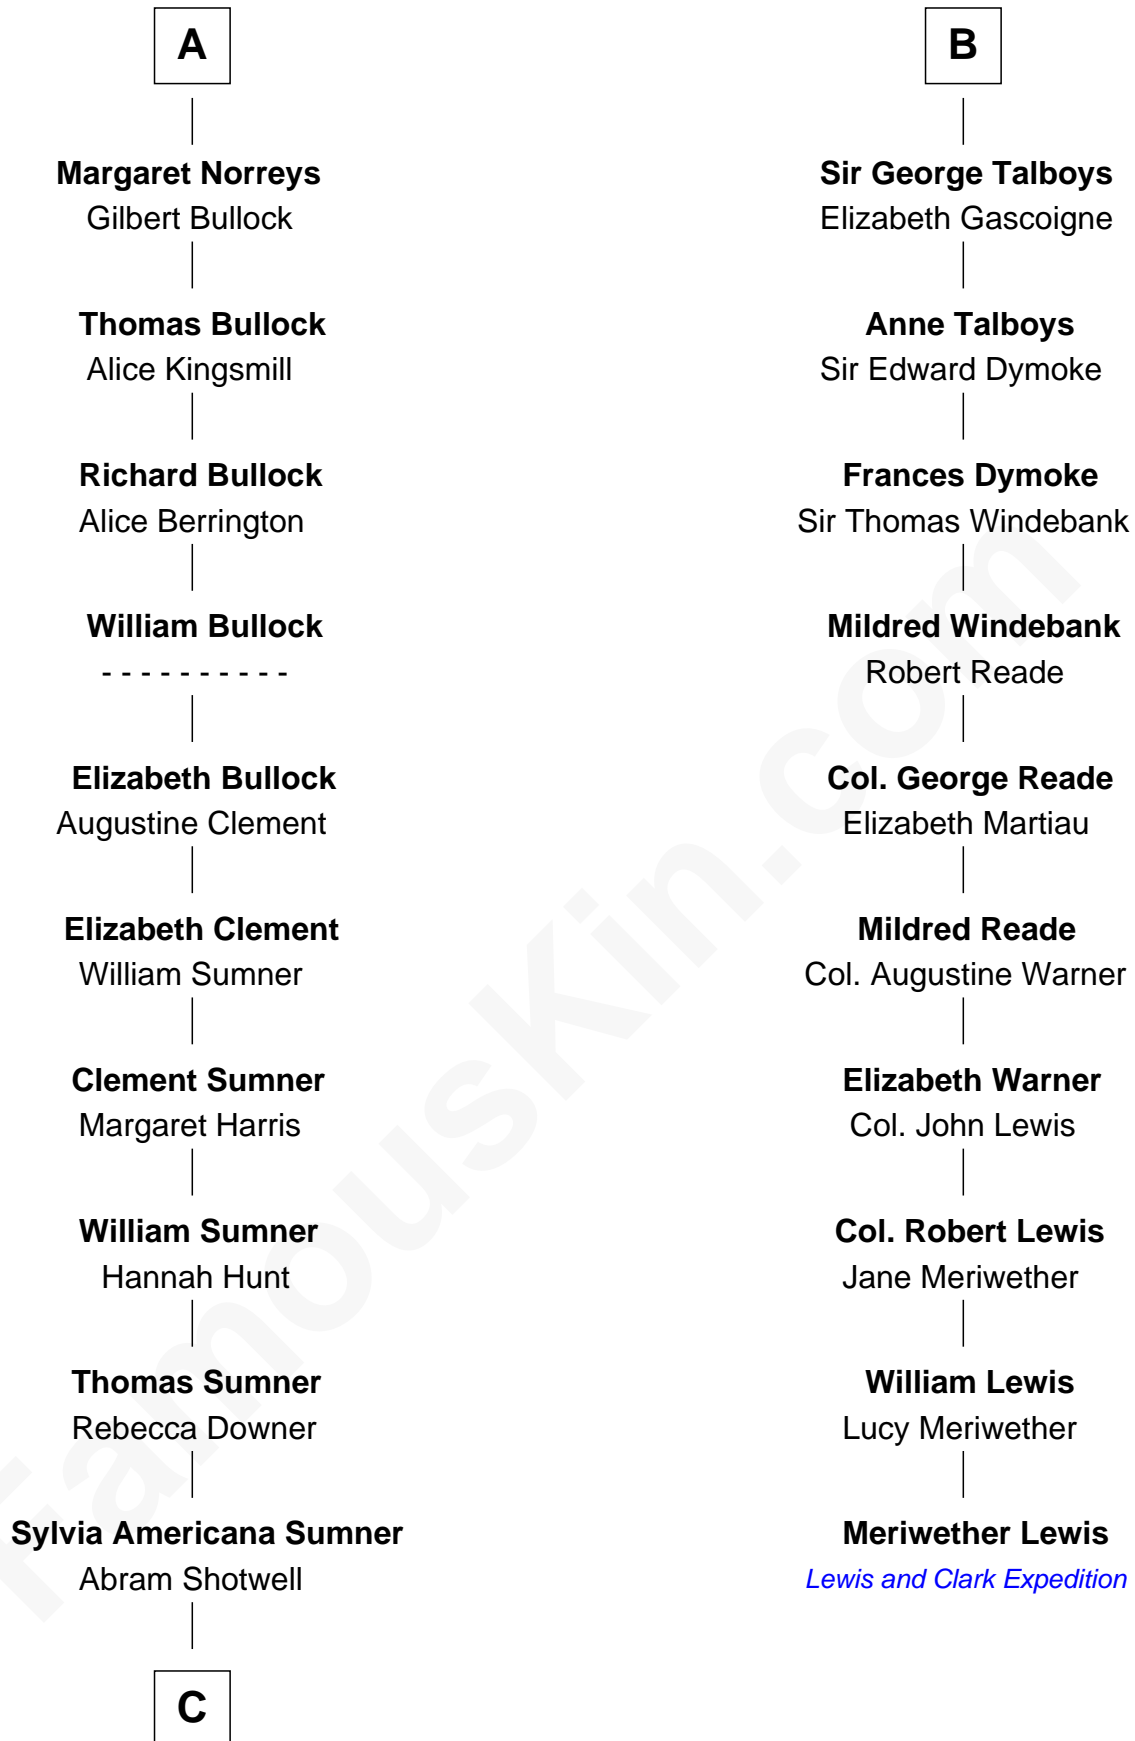 A
Margaret Norreys
Gilbert Bullock
Thomas Bullock
Alice Kingsmill
Richard Bullock
Alice Berrington
William Bullock
- - - - - - - - - -
Elizabeth Bullock
Augustine Clement
Elizabeth Clement
William Sumner
Clement Sumner
Margaret Harris
William Sumner
Hannah Hunt
Thomas Sumner
Rebecca Downer
Sylvia Americana Sumner
Abram Shotwell
C
B
Sir George Talboys
Elizabeth Gascoigne
Anne Talboys
Sir Edward Dymoke
Frances Dymoke
Sir Thomas Windebank
Mildred Windebank
Robert Reade
Col. George Reade
Elizabeth Martiau
Mildred Reade
Col. Augustine Warner
Elizabeth Warner
Col. John Lewis
Col. Robert Lewis
Jane Meriwether
William Lewis
Lucy Meriwether
Meriwether Lewis
Lewis and Clark Expedition
FamousKin.com